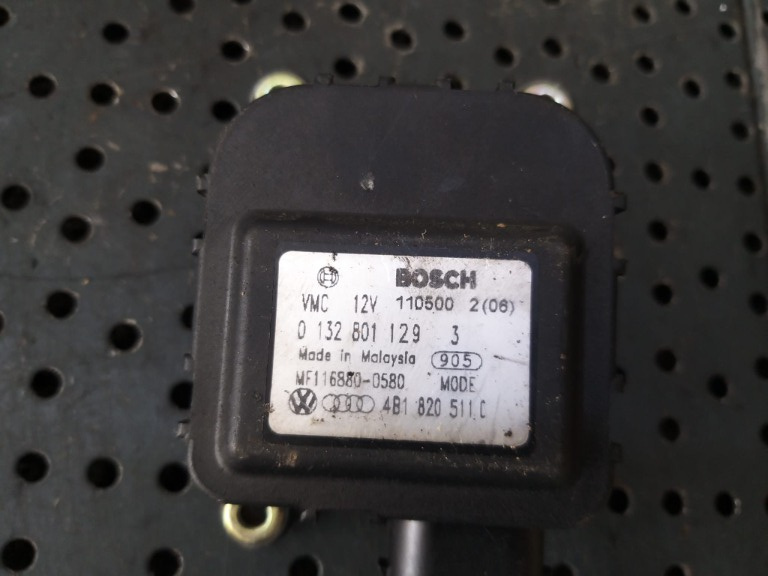 BOSCH
VMC 12V 110500 2(06)
0 132 801 129 3
Made in Malaysia 905
MF116880-0580 MODE
4B1 820 511 C